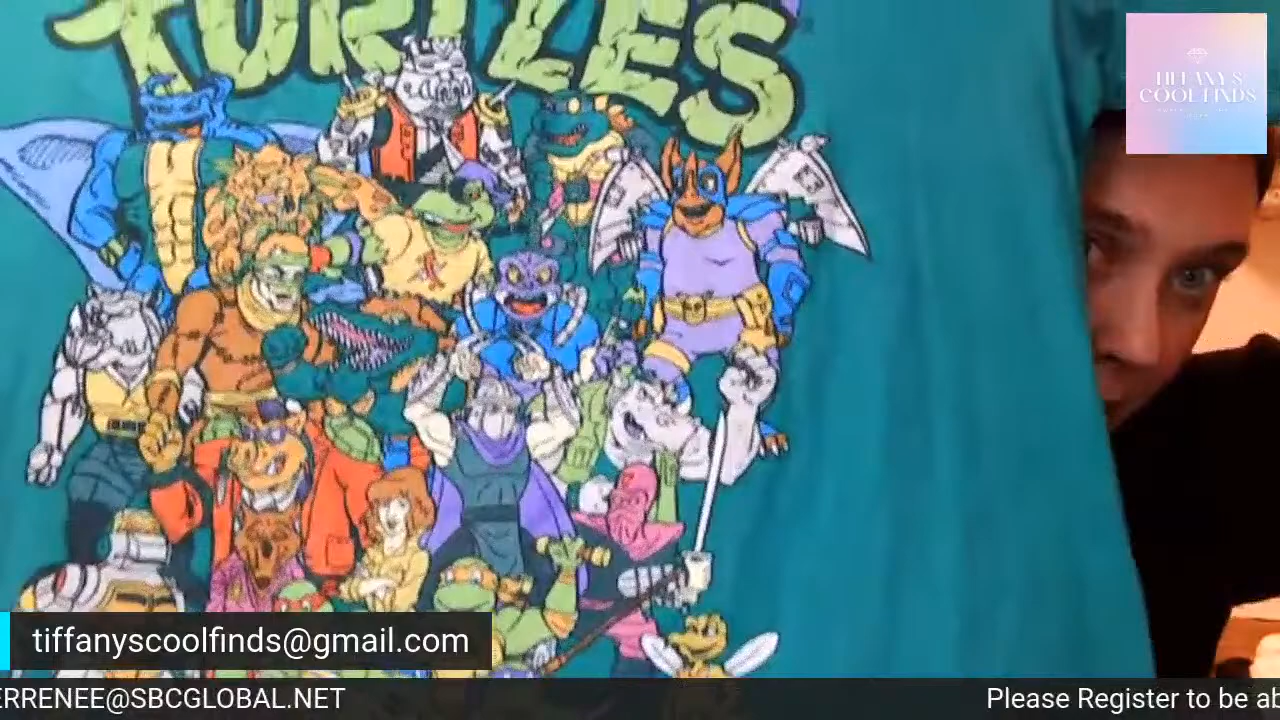 TURTLES
TIFFANY'S
COOL FINDS
tiffanyscoolfinds@gmail.com
ERRENEE@SBCGLOBAL.NET
Please Register to be ab